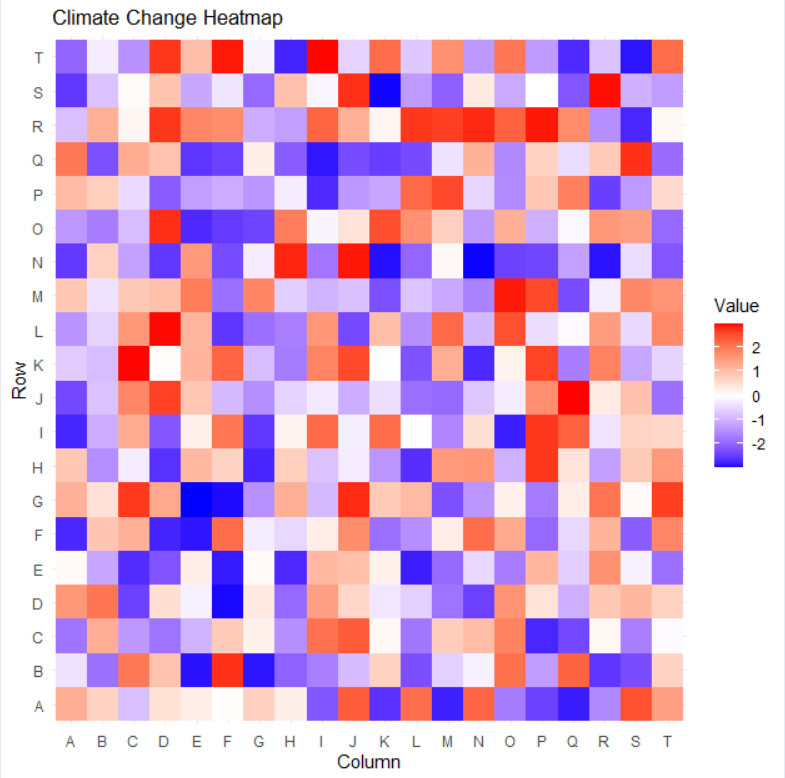 Climate Change Heatmap
T
S
R
Q
P
O
N
M
L
K
J
I
H
G
F
E
D
C
B
A
Row
A B C D E F G H I J K L M N O P Q R S T
Column
Value
2
1
0
-1
-2